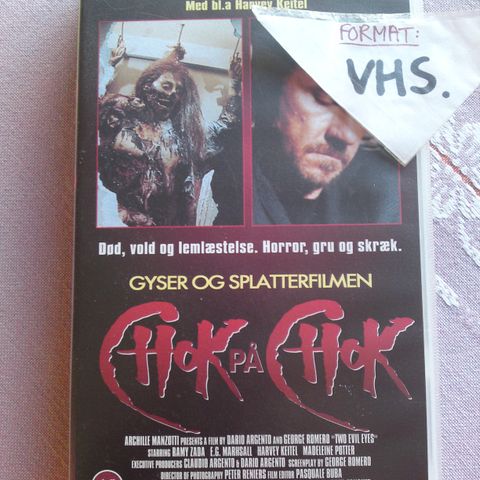 Med bl.a Harvey Keitel
FORMAT:
VHS.
Død, vold og lemlæstelse. Horror, gru og skræk.
GYSER OG SPLATTERFILMEN
CHOK PÅ CHOK
ARCHILLE MANZOTTI PRESENTS A FILM BY DARIO ARGENTO AND GEORGE ROMERO "TWO EVIL EYES"
STARRING RAMY ZADA E.G. MARHSALL HARVEY KEITEL MADELEINE POTTER
EXECUTIVE PRODUCERS CLAUDIO ARGENTO & DARIO ARGENTO SCREENPLAY BY GEORGE ROMERO
DIRECTOR OF PHOTOGRAPHY PETER RENIERS FILM EDITOR PASQUALE BUBA